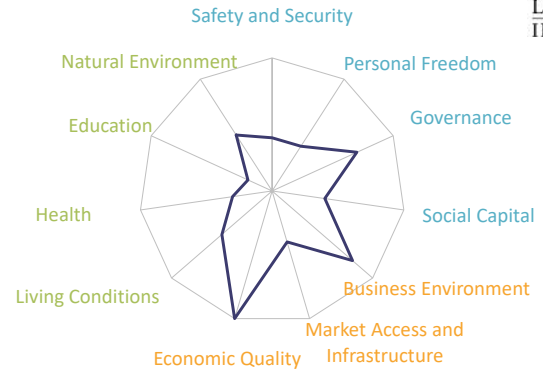 Safety and Security
Natural Environment
Personal Freedom
Education
Governance
Health
Social Capital
Living Conditions
Business Environment
Market Access and
Infrastructure
Economic Quality